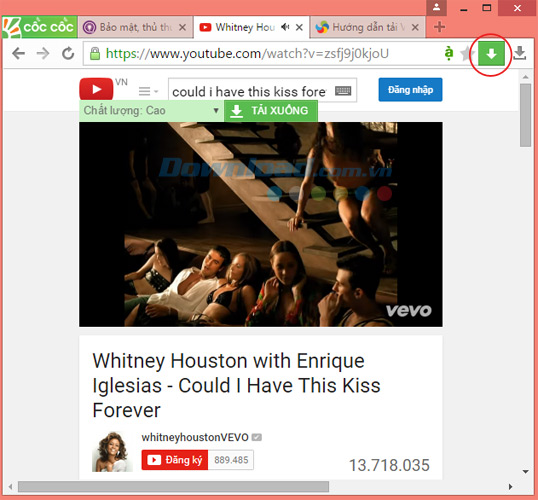 CỐC CỐC
Bảo mật, thủ thu
Whitney Hous
Hướng dẫn tải V
https://www.youtube.com/watch?v=zsfj9j0kjoU
ặ
VN
could i have this kiss forev
Đăng nhập
Chất lượng: Cao
TẢI XUỐNG
Download.com.vn
vevo
Whitney Houston with Enrique
Iglesias - Could I Have This Kiss
Forever
whitneyhoustonVEVO
Đăng ký
889.485
13.718.035